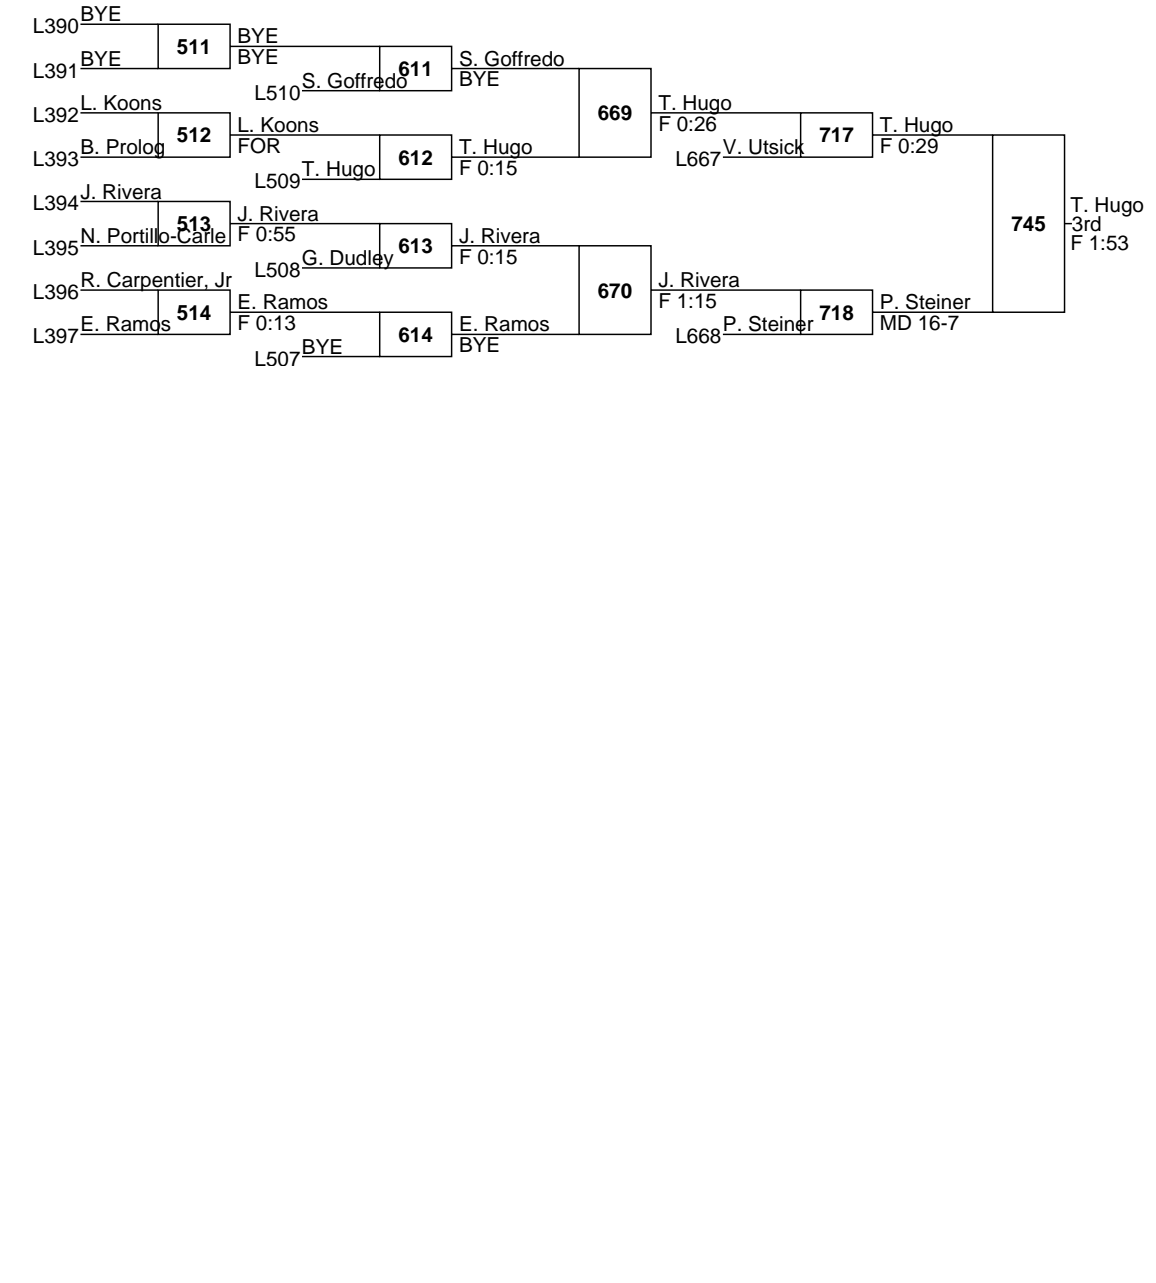 BYE
L390
511
BYE
BYE
BYE
L391
611
S. Goffredo
BYE
S. Goffredo
L510
669
T. Hugo
F 0:26
L. Koons
L392
512
L. Koons
FOR
B. Prolog
L393
612
T. Hugo
F 0:15
T. Hugo
L509
717
T. Hugo
F 0:29
V. Utsick
L667
J. Rivera
L394
513
J. Rivera
F 0:55
N. Portillo-Carle
L395
613
J. Rivera
F 0:15
G. Dudley
L508
745
T. Hugo
3rd
F 1:53
R. Carpentier, Jr
L396
514
E. Ramos
F 0:13
E. Ramos
L397
670
J. Rivera
F 1:15
614
E. Ramos
BYE
BYE
L507
P. Steiner
L668
718
P. Steiner
MD 16-7